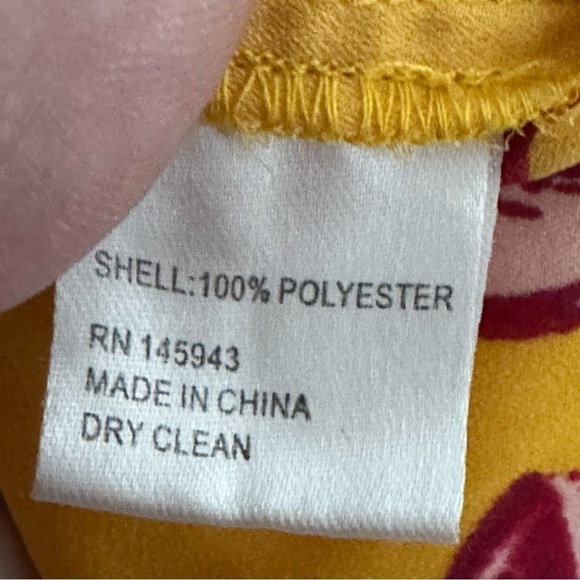 SHELL:100% POLYESTER
RN 145943
MADE IN CHINA
DRY CLEAN